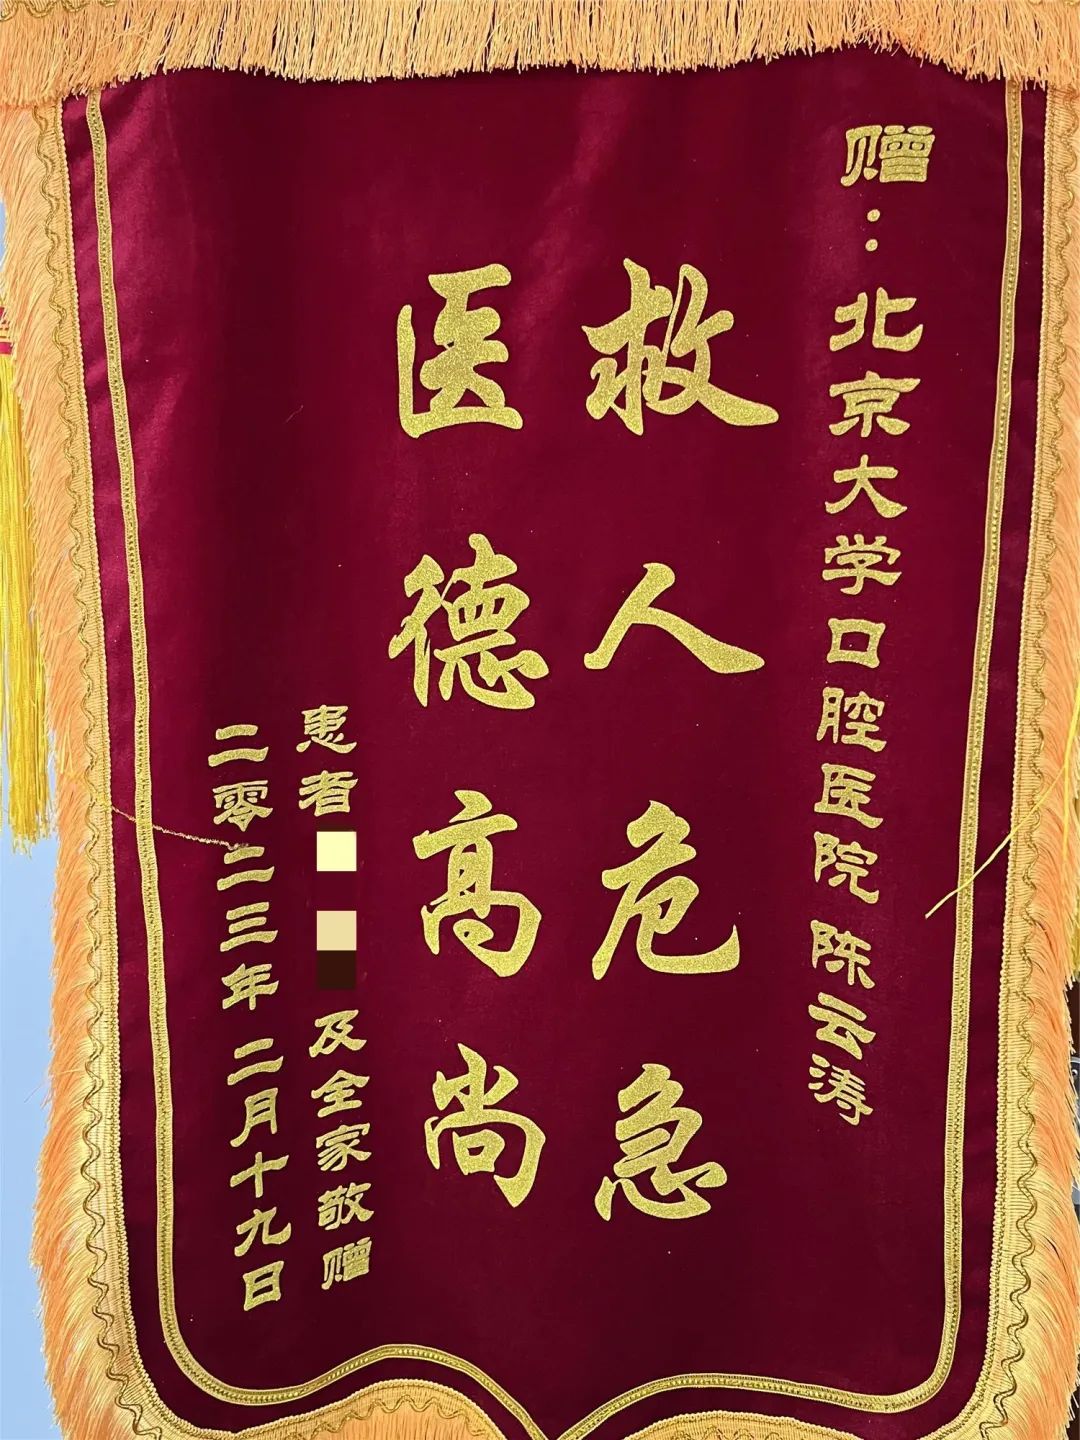 赠：北京大学口腔医院 陈云涛
救人危急
医德高尚
患者 及全家敬赠
二零二三年 二月十九日